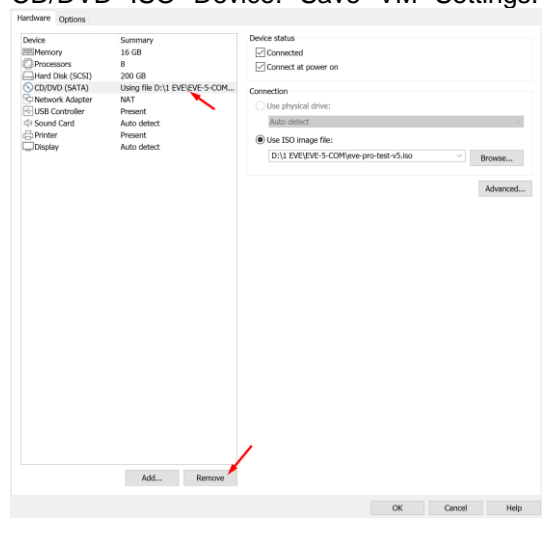 CD/DVD ISO Device. Save VM Settings.
Hardware Options
Device Summary
Memory 16 GB
Processors 8
Hard Disk (SCSI) 200 GB
CD/DVD (SATA) Using file D:\1 EVE\EVE-5-COM...
Network Adapter NAT
USB Controller Present
Sound Card Auto detect
Printer Present
Display Auto detect
Add... Remove
Device status
Connected
Connect at power on
Connection
Use physical drive:
Auto detect
Use ISO image file:
D:\1 EVE\EVE-5-COM\eve-pro-test-v5.iso Browse...
Advanced...
OK Cancel Help